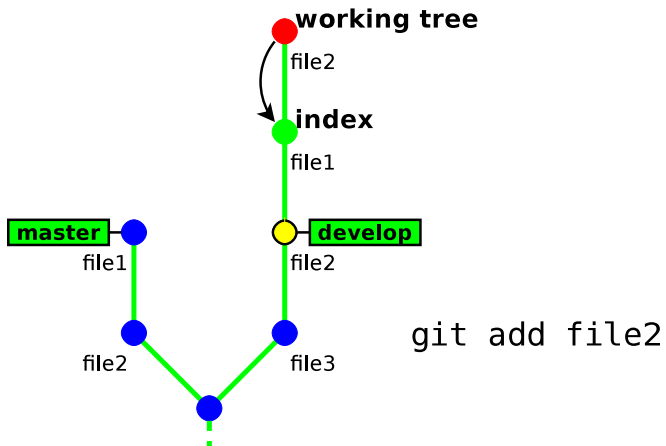 working tree
file2
index
file1
master
develop
file1
file2
file2
file3
git add file2